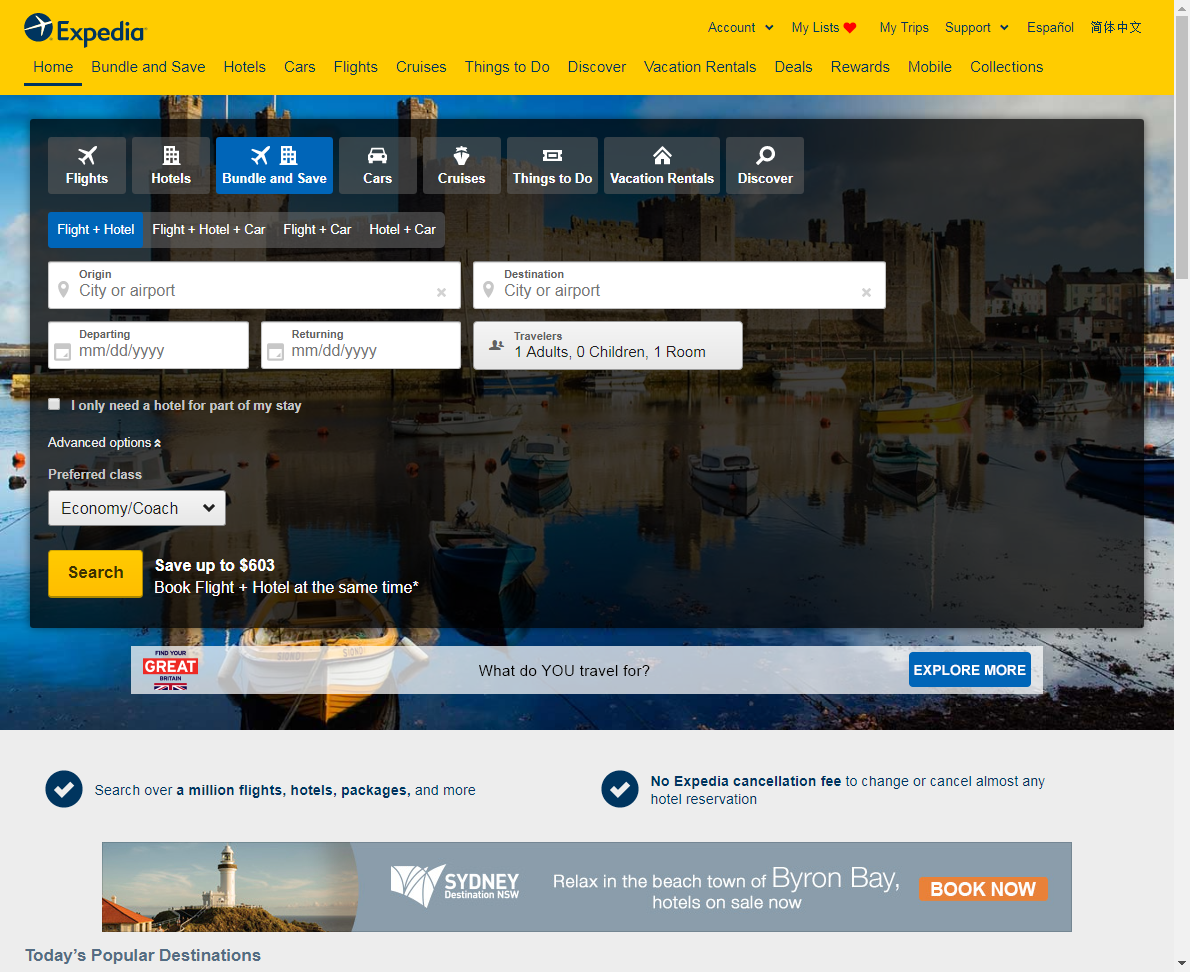 Expedia
Account
My Lists
My Trips
Support
Español
简体中文
Home
Bundle and Save
Hotels
Cars
Flights
Cruises
Things to Do
Discover
Vacation Rentals
Deals
Rewards
Mobile
Collections
Flights
Hotels
Bundle and Save
Cars
Cruises
Things to Do
Vacation Rentals
Discover
Flight + Hotel
Flight + Hotel + Car
Flight + Car
Hotel + Car
Origin
City or airport
Destination
City or airport
Departing
mm/dd/yyyy
Returning
mm/dd/yyyy
Travelers
1 Adults, 0 Children, 1 Room
I only need a hotel for part of my stay
Advanced options
Preferred class
Economy/Coach
Search
Save up to $603
Book Flight + Hotel at the same time*
FIND YOUR
GREAT
BRITAIN
What do YOU travel for?
EXPLORE MORE
Search over a million flights, hotels, packages, and more
No Expedia cancellation fee to change or cancel almost any
hotel reservation
SYDNEY
Destination NSW
Relax in the beach town of Byron Bay,
hotels on sale now
BOOK NOW
Today's Popular Destinations